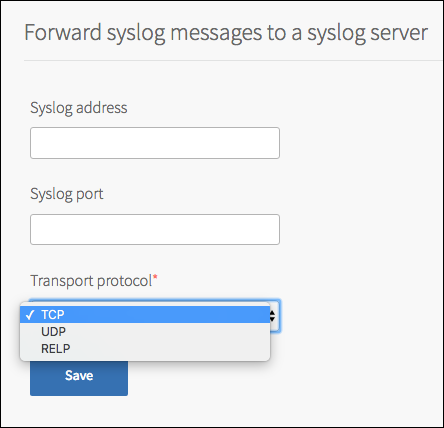 Forward syslog messages to a syslog server
Syslog address
Syslog port
Transport protocol*
✓ TCP
UDP
RELP
Save